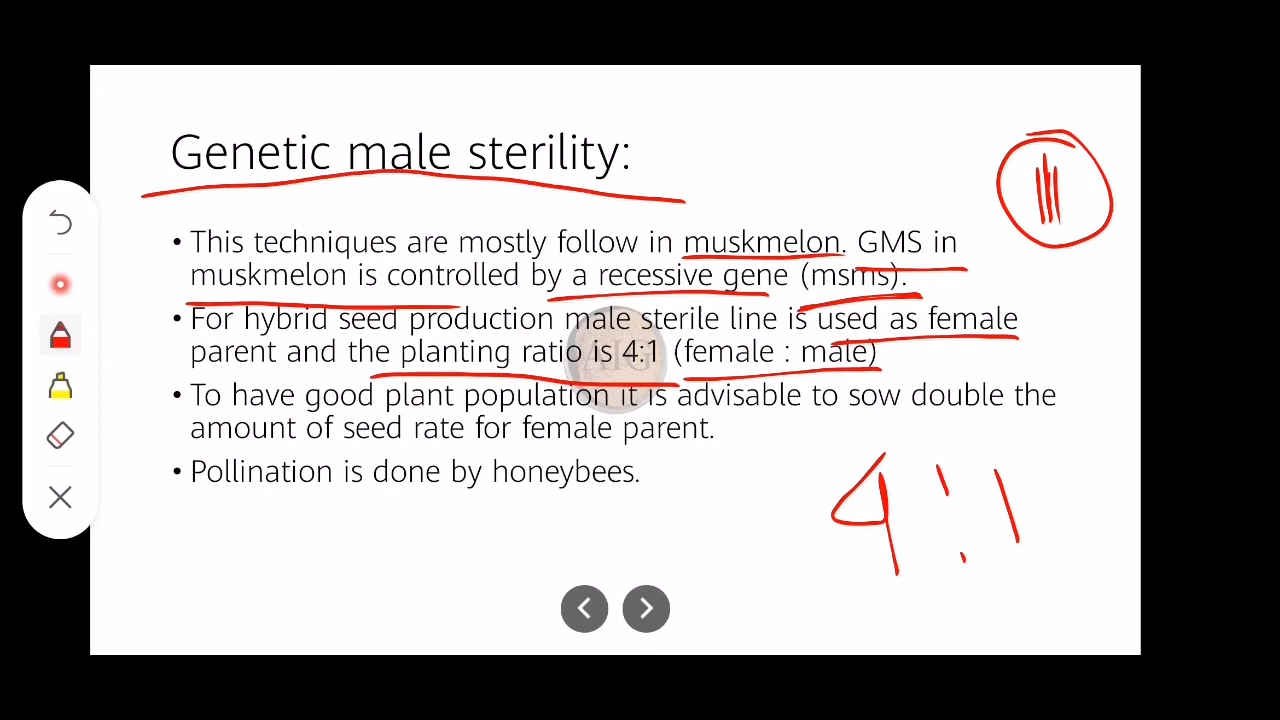 Genetic male sterility:
• This techniques are mostly follow in muskmelon. GMS in
muskmelon is controlled by a recessive gene (msms).
• For hybrid seed production male sterile line is used as female
parent and the planting ratio is 4:1 (female : male)
• To have good plant population it is advisable to sow double the
amount of seed rate for female parent.
• Pollination is done by honeybees.
4:1